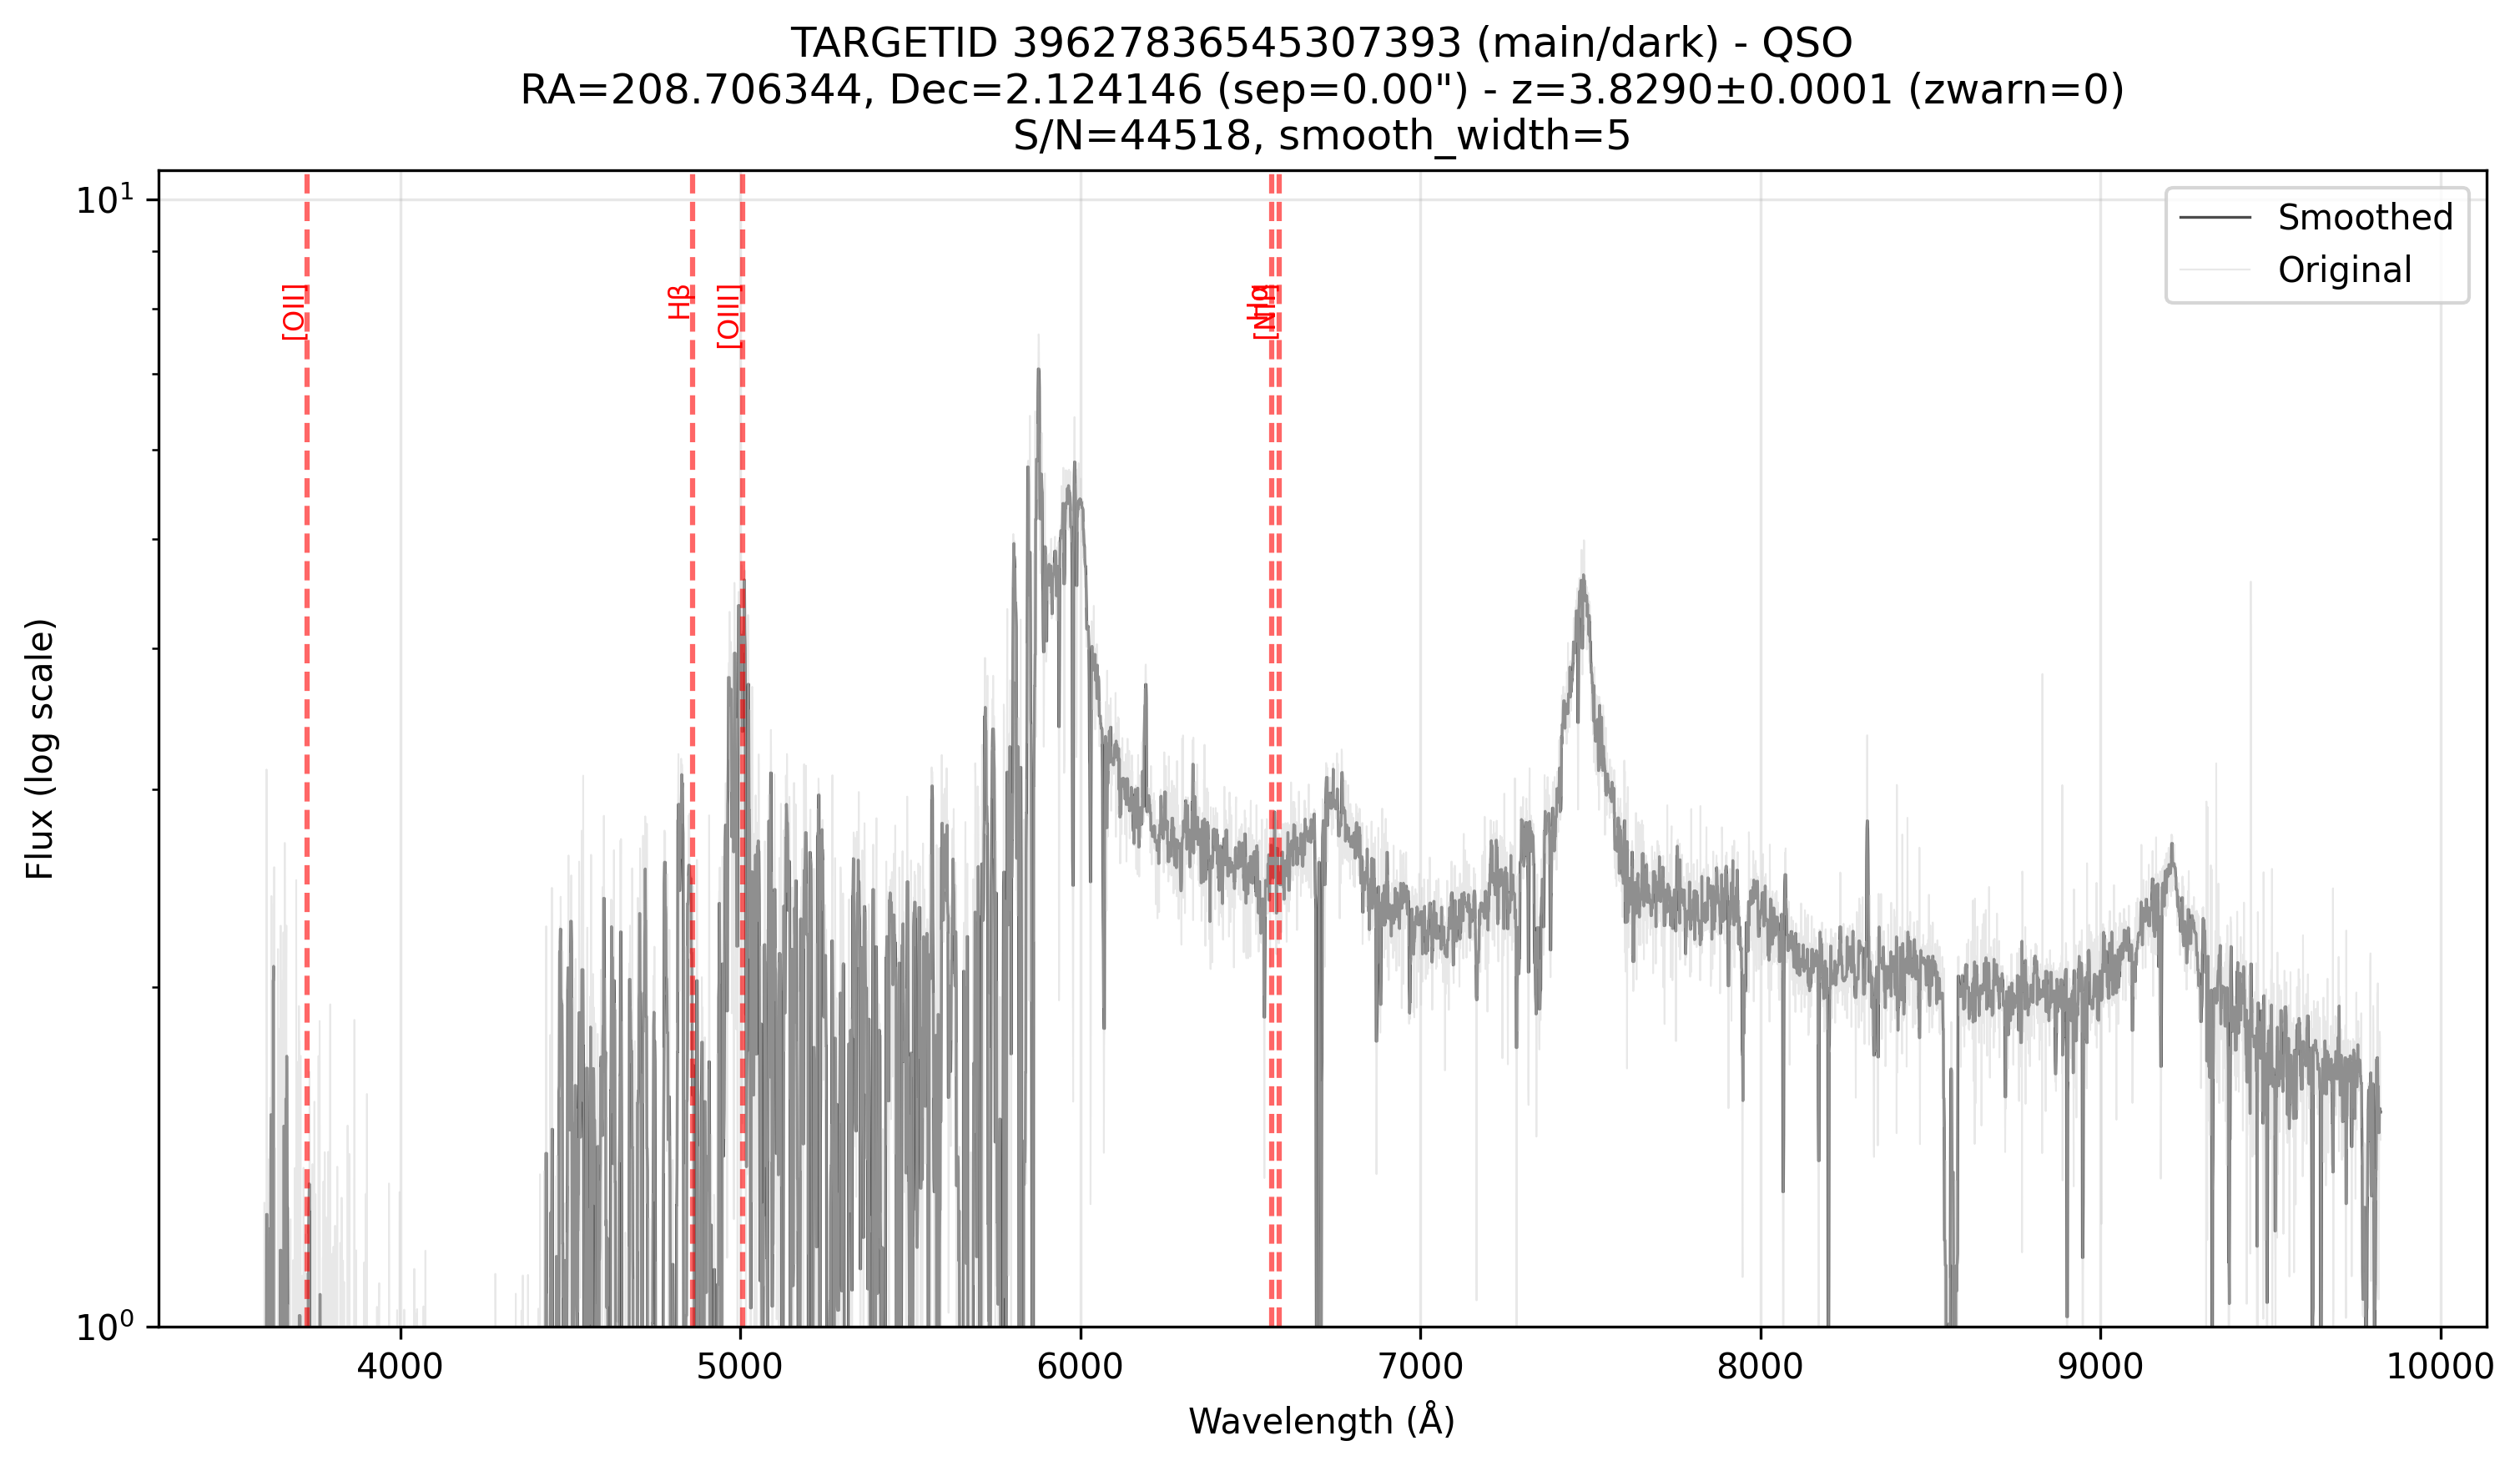 TARGETID 39627836545307393 (main/dark) - QSO
RA=208.706344, Dec=2.124146 (sep=0.00") - z=3.8290±0.0001 (zwarn=0)
S/N=44518, smooth_width=5
10¹
10⁰
Flux (log scale)
[OII]
Hβ
[OIII]
Hα
[NII]
Smoothed
Original
4000
5000
6000
7000
8000
9000
10000
Wavelength (Å)